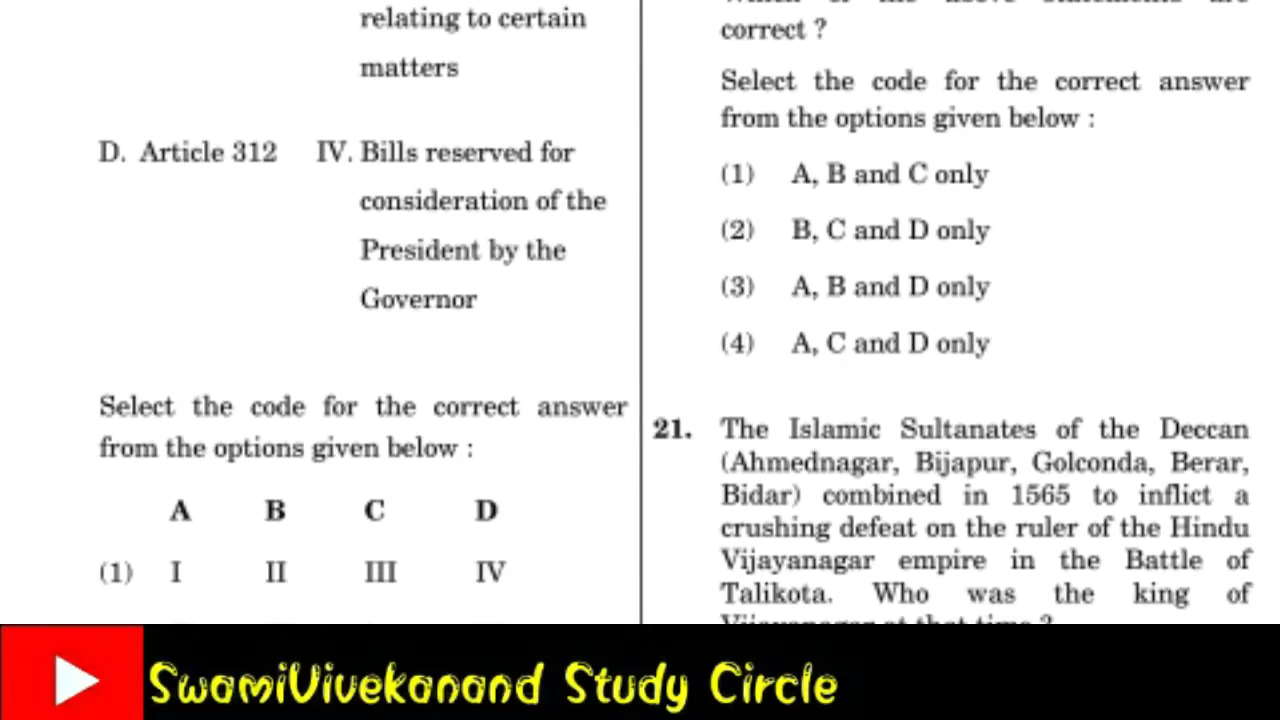 relating to certain
matters
D. Article 312 IV. Bills reserved for
consideration of the
President by the
Governor
Select the code for the correct answer
from the options given below :
A B C D
(1) I II III IV
correct ?
Select the code for the correct answer
from the options given below :
(1) A, B and C only
(2) B, C and D only
(3) A, B and D only
(4) A, C and D only
21. The Islamic Sultanates of the Deccan
(Ahmednagar, Bijapur, Golconda, Berar,
Bidar) combined in 1565 to inflict a
crushing defeat on the ruler of the Hindu
Vijayanagar empire in the Battle of
Talikota. Who was the king of
Vijayanagar at that time ?
SwamiVivekanand Study Circle